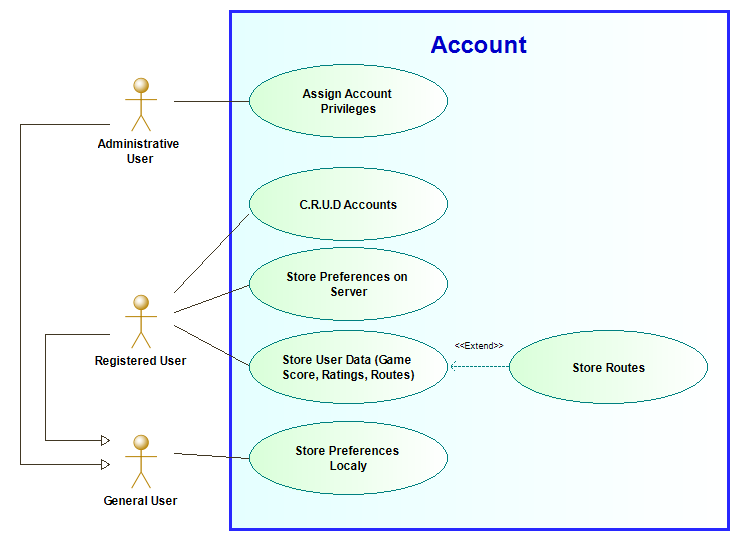 Account
Assign Account
Privileges
Administrative
User
C.R.U.D Accounts
Store Preferences on
Server
Registered User
Store User Data (Game
Score, Ratings, Routes)
<<Extend>>
Store Routes
Store Preferences
Localy
General User